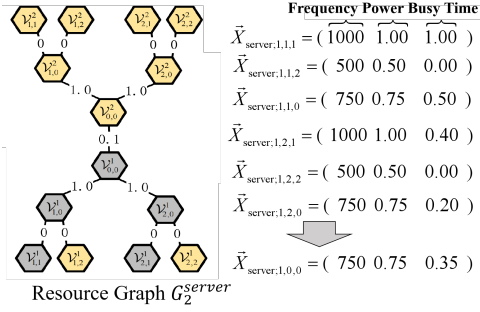 Frequency Power Busy Time
𝒱²₁,₁ 𝒱²₁,₂ 𝒱²₂,₁ 𝒱²₂,₂
0 0 0 0
𝒱²₁,₀ 𝒱²₂,₀
1.0 1.0
𝒱²₀,₀
0.1
𝒱¹₀,₀
1.0 1.0
𝒱¹₁,₀ 𝒱¹₂,₀
0 0 0 0
𝒱¹₁,₁ 𝒱¹₁,₂ 𝒱¹₂,₁ 𝒱¹₂,₂
Resource Graph G₂^server
X⃗server;1,1,1 = ( 1000 1.00 1.00 )
X⃗server;1,1,2 = ( 500 0.50 0.00 )
X⃗server;1,1,0 = ( 750 0.75 0.50 )
X⃗server;1,2,1 = ( 1000 1.00 0.40 )
X⃗server;1,2,2 = ( 500 0.50 0.00 )
X⃗server;1,2,0 = ( 750 0.75 0.20 )
X⃗server;1,0,0 = ( 750 0.75 0.35 )